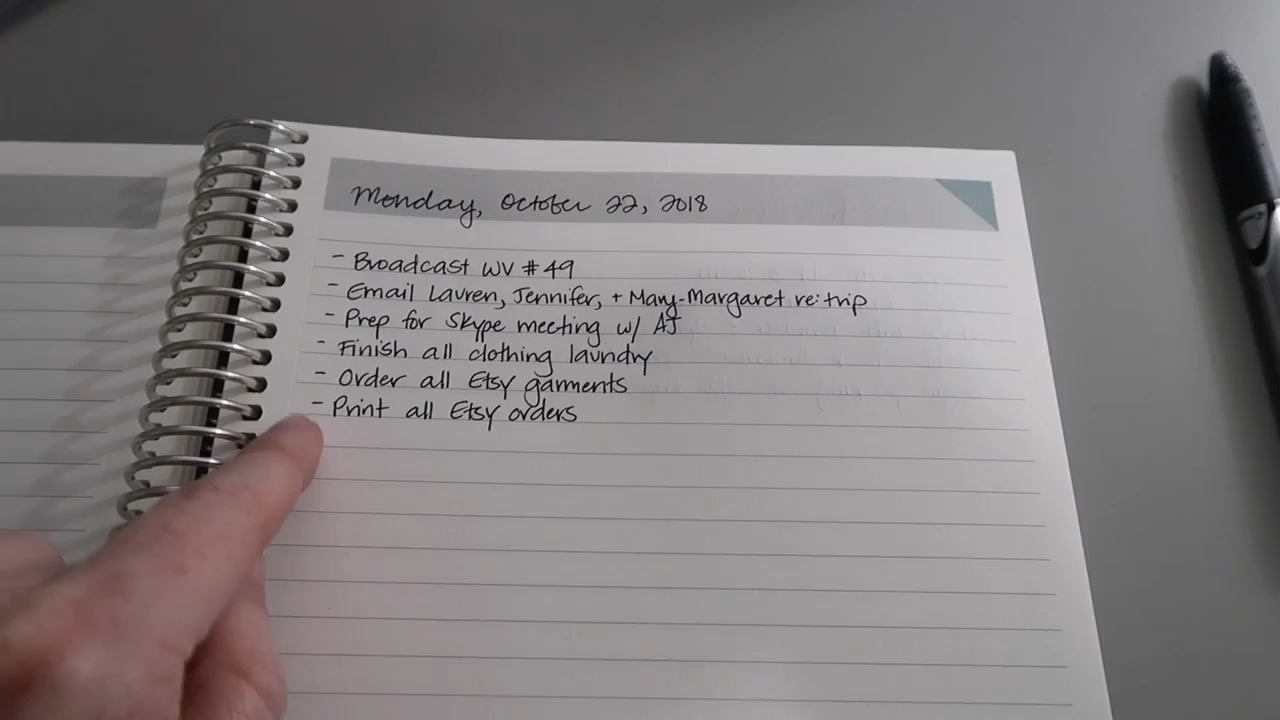 Monday, October 22, 2018
- Broadcast WV #49
- Email Lauren, Jennifer, + Mary-Margaret re: trip
- Prep for Skype meeting w/ AJ
- Finish all clothing laundry
- Order all Etsy garments
- Print all Etsy orders